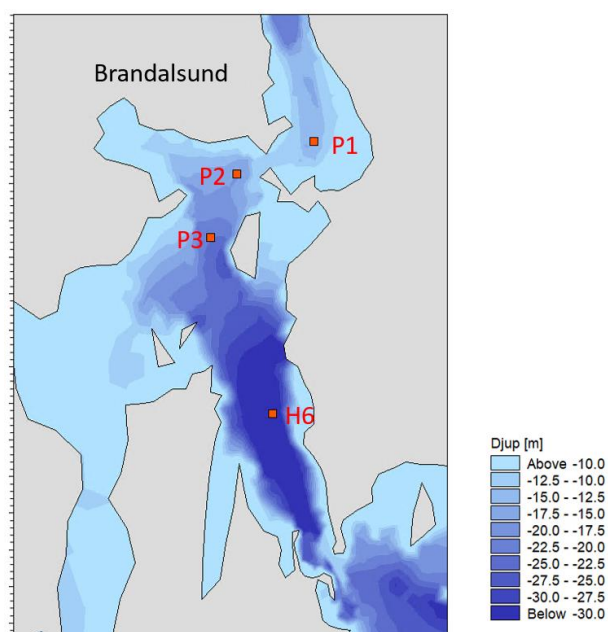 Brandalsund
P1
P2
P3
H6
Djup [m]
Above -10.0
-12.5 - -10.0
-15.0 - -12.5
-17.5 - -15.0
-20.0 - -17.5
-22.5 - -20.0
-25.0 - -22.5
-27.5 - -25.0
-30.0 - -27.5
Below -30.0